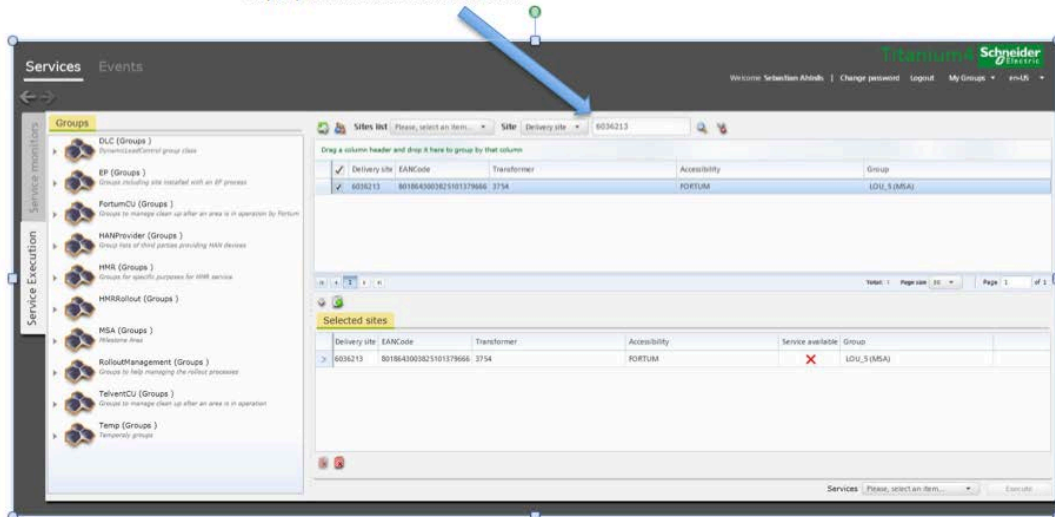 Titanium4 Schneider Electric
Services Events
Welcome Sebastian Ahlnäs | Change password Logout My Groups en-US
Service monitors
Service Execution
Groups
DLC (Groups )
DynamicLoadControl group class
EP (Groups )
Groups including site installed with an EP process
FortumCU (Groups )
Groups to manage clean up after an area is in operation by Fortum
HANProvider (Groups )
Group lists of third parties providing HAN devices
HMR (Groups )
Groups for specific purposes for HMR service
HMRRollout (Groups )
MSA (Groups )
Milestone Area
RolloutManagement (Groups )
Groups to help managing the rollout processes
TelventCU (Groups )
Groups to manage clean up after an area is in operation
Temp (Groups )
Temporaly groups
Sites list Please, select an item... Site Delivery site 6036213
Drag a column header and drop it here to group by that column
Delivery site EANCode Transformer Accessibility Group
6036213 8018643003825101379666 3754 FORTUM LOU_5 (MSA)
1 Total: 1 Page size 10 Page 1 of 1
Selected sites
Delivery site EANCode Transformer Accessibility Service available Group
6036213 8018643003825101379666 3754 FORTUM LOU_5 (MSA)
Services Please, select an item... Execute